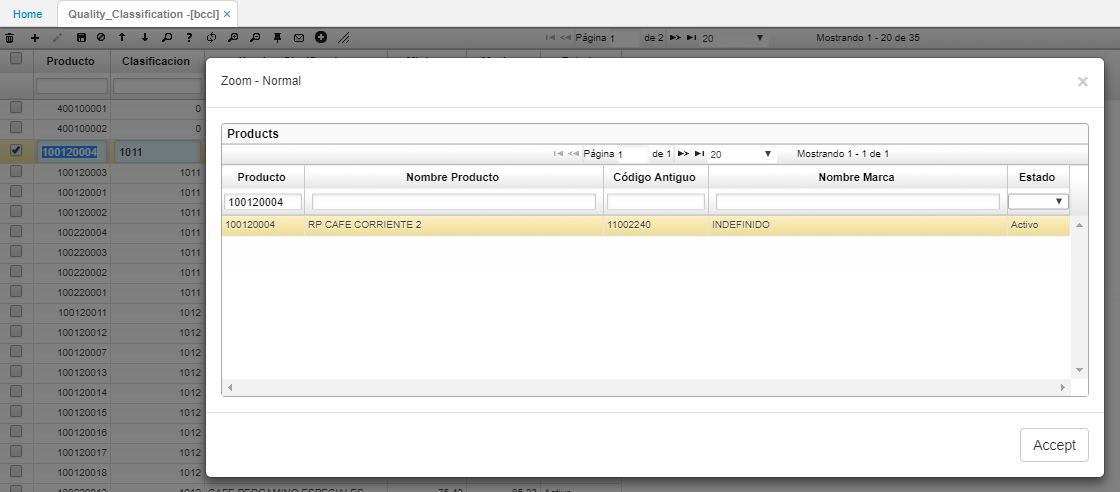 Home Quality_Classification -[bccl] ×
Página 1 de 2 20 Mostrando 1 - 20 de 35
Producto Clasificacion
400100001 0
400100002 0
100120004 1011
100120003 1011
100120001 1011
100120002 1011
100220004 1011
100220003 1011
100220002 1011
100220001 1011
100120011 1012
100120012 1012
100120007 1012
100120013 1012
100120014 1012
100120015 1012
100120016 1012
100120017 1012
100120018 1012
Zoom - Normal ×
Products
Página 1 de 1 20 Mostrando 1 - 1 de 1
Producto Nombre Producto Código Antiguo Nombre Marca Estado
100120004
100120004 RP CAFE CORRIENTE 2 11002240 INDEFINIDO Activo
Accept